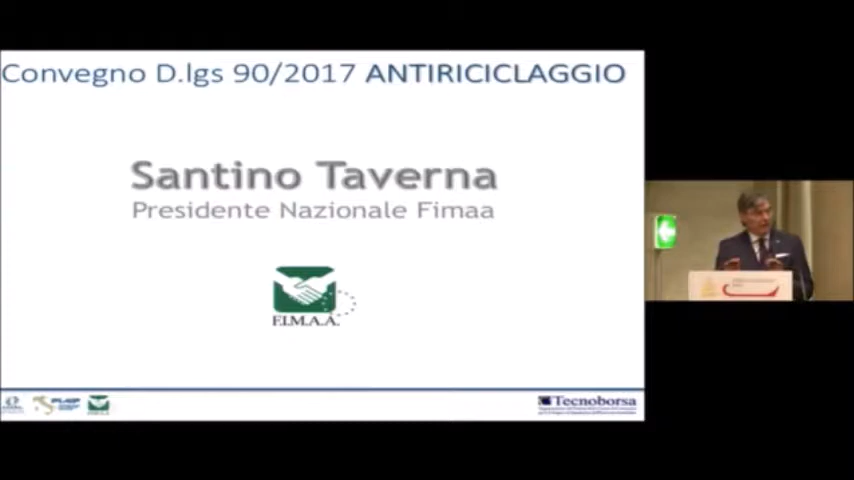 Convegno D.lgs 90/2017 ANTIRICICLAGGIO
Santino Taverna
Presidente Nazionale Fimaa
F.I.M.A.A.
Tecnoborsa